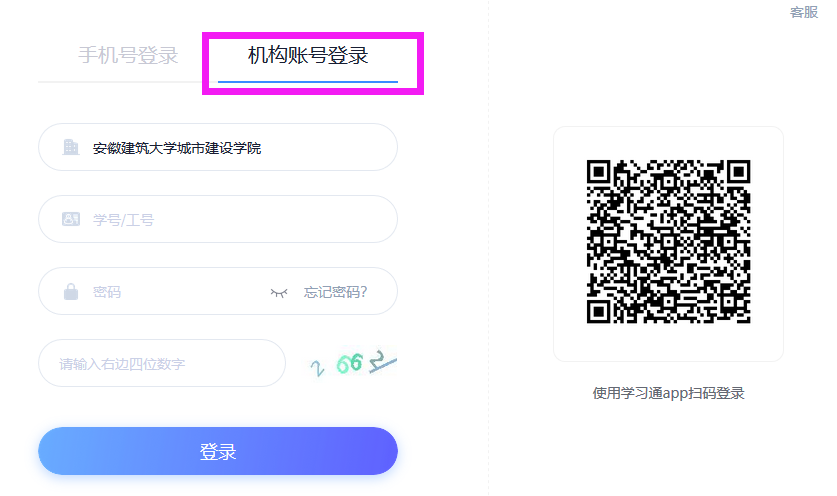 客服
手机号登录 机构账号登录
安徽建筑大学城市建设学院
学号/工号
密码 忘记密码?
请输入右边四位数字 2662
登录
使用学习通app扫码登录